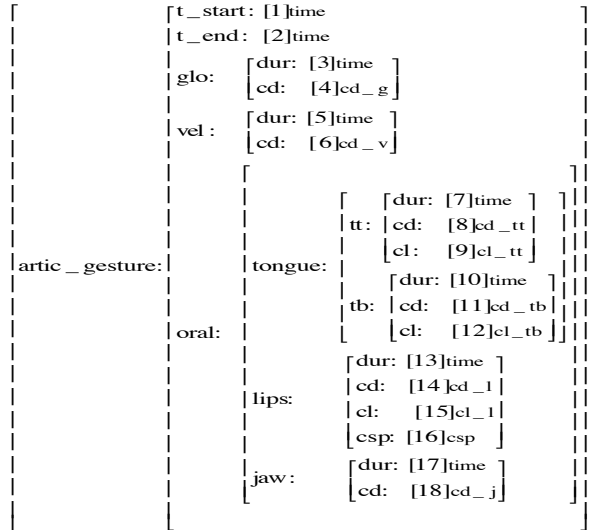 t_start: [1]time
t_end: [2]time
glo: dur: [3]time
cd: [4]cd_g
vel: dur: [5]time
cd: [6]cd_v
artic_gesture:
oral:
tongue:
tt: dur: [7]time
cd: [8]cd_tt
cl: [9]cl_tt
tb: dur: [10]time
cd: [11]cd_tb
cl: [12]cl_tb
lips: dur: [13]time
cd: [14]cd_l
cl: [15]cl_l
csp: [16]csp
jaw: dur: [17]time
cd: [18]cd_j